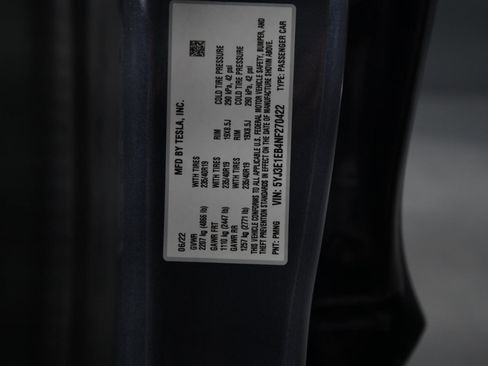 MFD BY TESLA, INC.
06/22
GVWR
2207 kg (4866 lb)
GAWR FRT WITH TIRES RIM COLD TIRE PRESSURE
1110 kg (2447 lb) 235/40R19 19X8.5J 290 kPa, 42 psi
GAWR RR WITH TIRES RIM COLD TIRE PRESSURE
1257 kg (2771 lb) 235/40R19 19X8.5J 290 kPa, 42 psi
THIS VEHICLE CONFORMS TO ALL APPLICABLE U.S. FEDERAL MOTOR VEHICLE SAFETY, BUMPER, AND
THEFT PREVENTION STANDARDS IN EFFECT ON THE DATE OF MANUFACTURE SHOWN ABOVE.
VIN: 5YJ3E1EB4NF270422 TYPE: PASSENGER CAR
PNT: PMNG